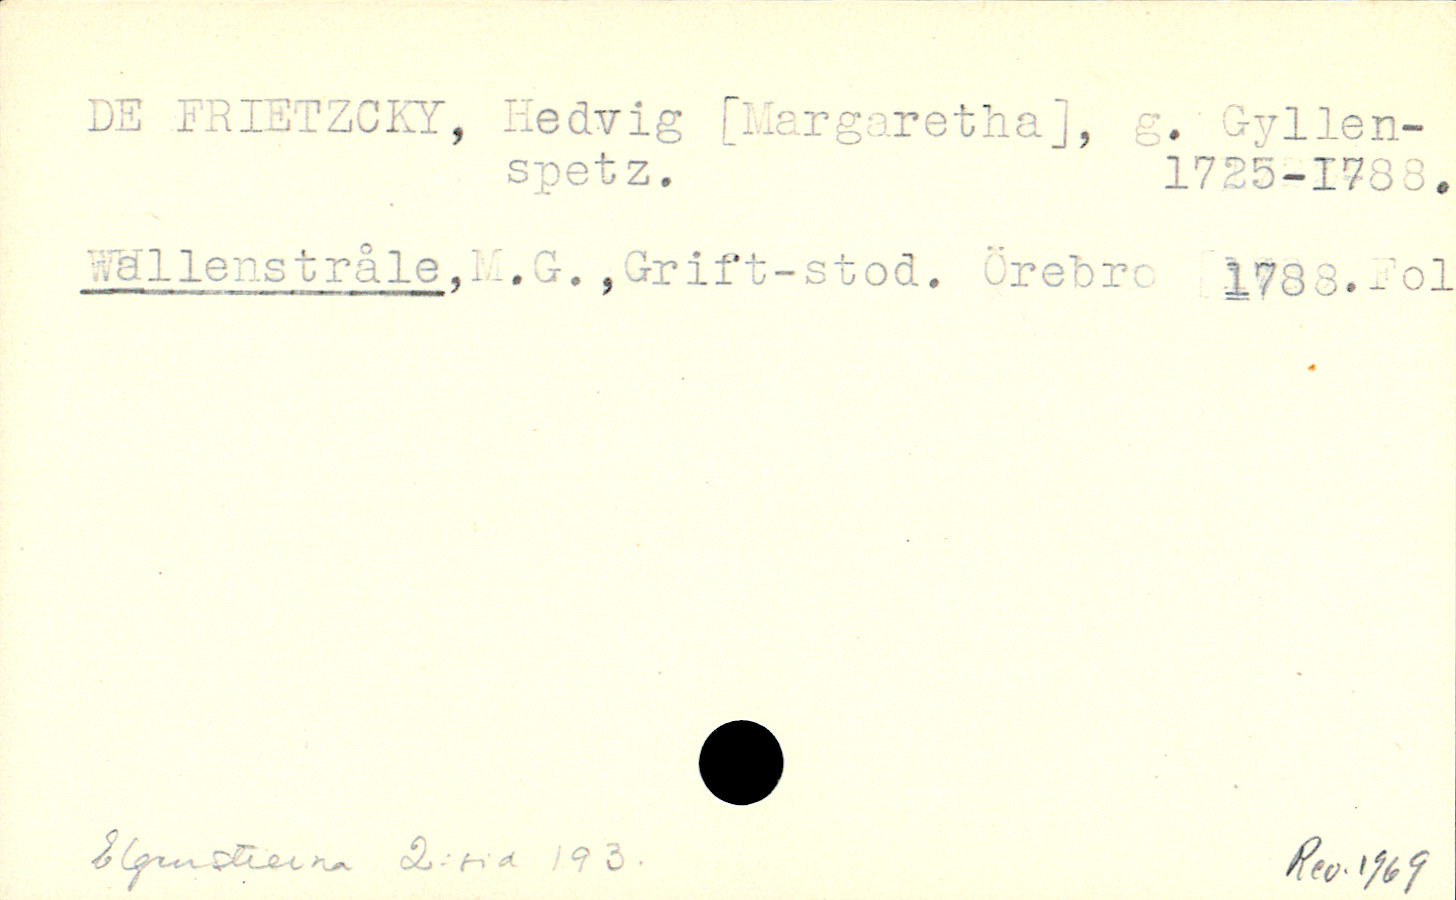 DE FRIETZCKY, Hedvig [Margaretha], g. Gyllen-
spetz. 1725-1788.
Wallenstråle, M.G., Grift-stod. Örebro 1788. Fol
Elgenstierna 2: sid 193.
Rev. 1969